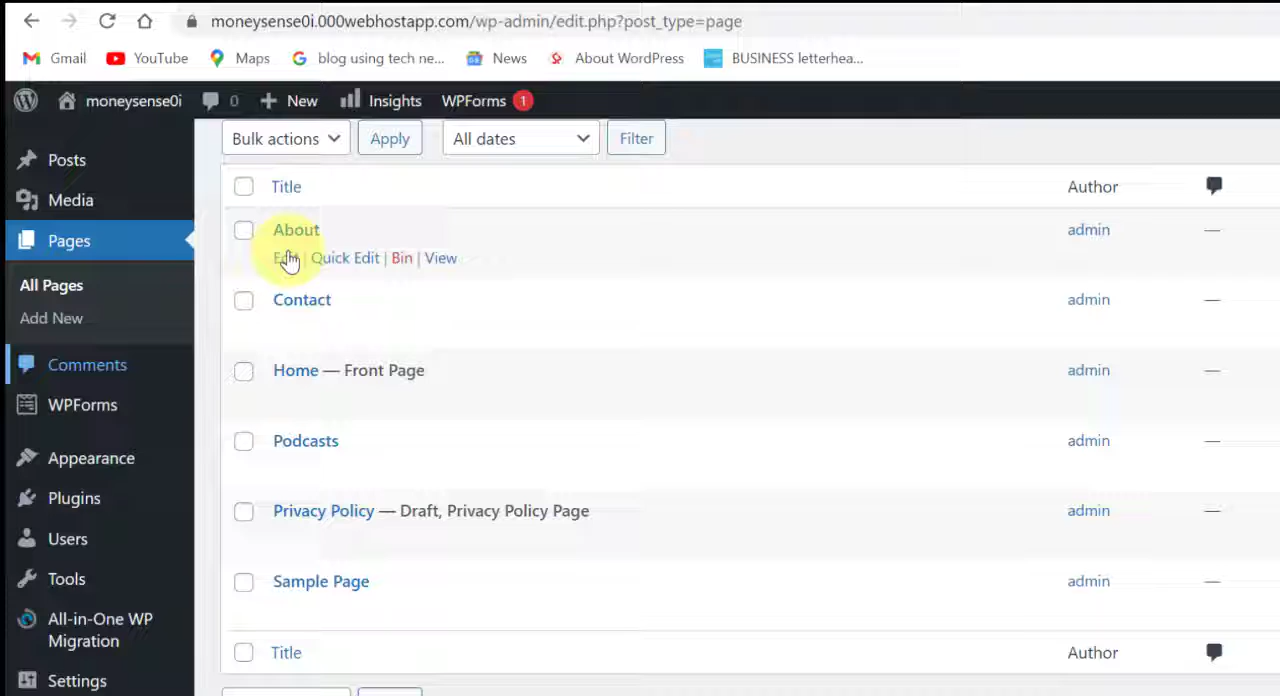 moneysense0i.000webhostapp.com/wp-admin/edit.php?post_type=page
Gmail YouTube Maps blog using tech ne... News About WordPress BUSINESS letterhea...
moneysense0i 0 New Insights WPForms 1
Bulk actions Apply All dates Filter
Posts
Media
Pages
All Pages
Add New
Comments
WPForms
Appearance
Plugins
Users
Tools
All-in-One WP
Migration
Settings
Title Author
About admin —
Edit | Quick Edit | Bin | View
Contact admin —
Home — Front Page admin —
Podcasts admin —
Privacy Policy — Draft, Privacy Policy Page admin —
Sample Page admin —
Title Author